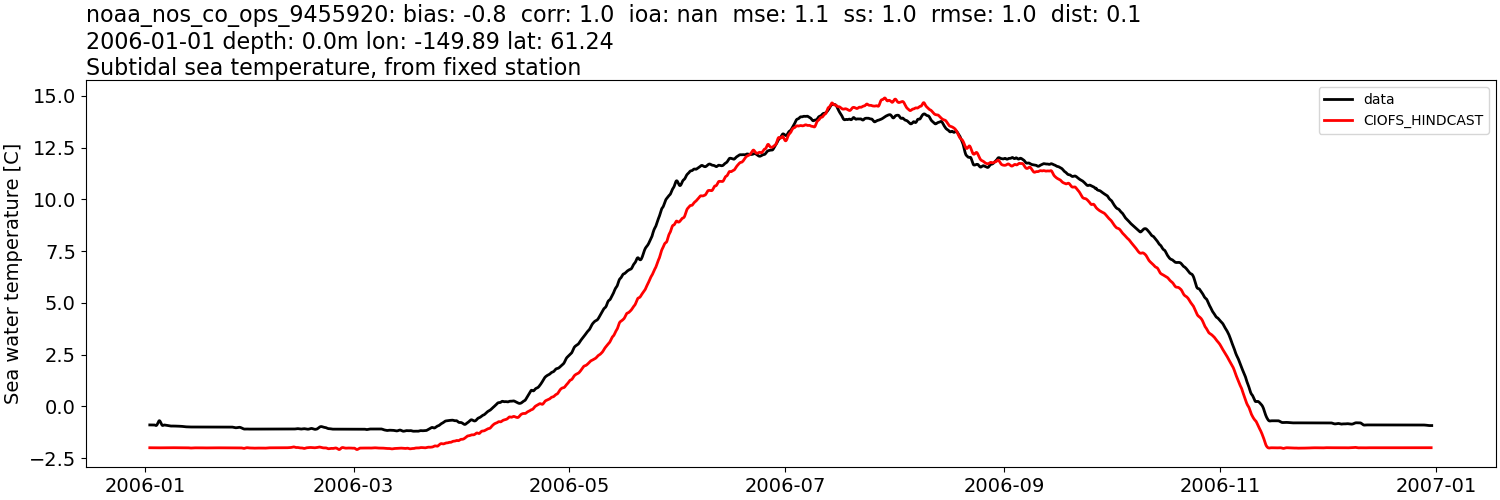 noaa_nos_co_ops_9455920: bias: -0.8  corr: 1.0  ioa: nan  mse: 1.1  ss: 1.0  rmse: 1.0  dist: 0.1
2006-01-01 depth: 0.0m lon: -149.89 lat: 61.24
Subtidal sea temperature, from fixed station
data
CIOFS_HINDCAST
Sea water temperature [C]
15.0
12.5
10.0
7.5
5.0
2.5
0.0
−2.5
2006-01
2006-03
2006-05
2006-07
2006-09
2006-11
2007-01